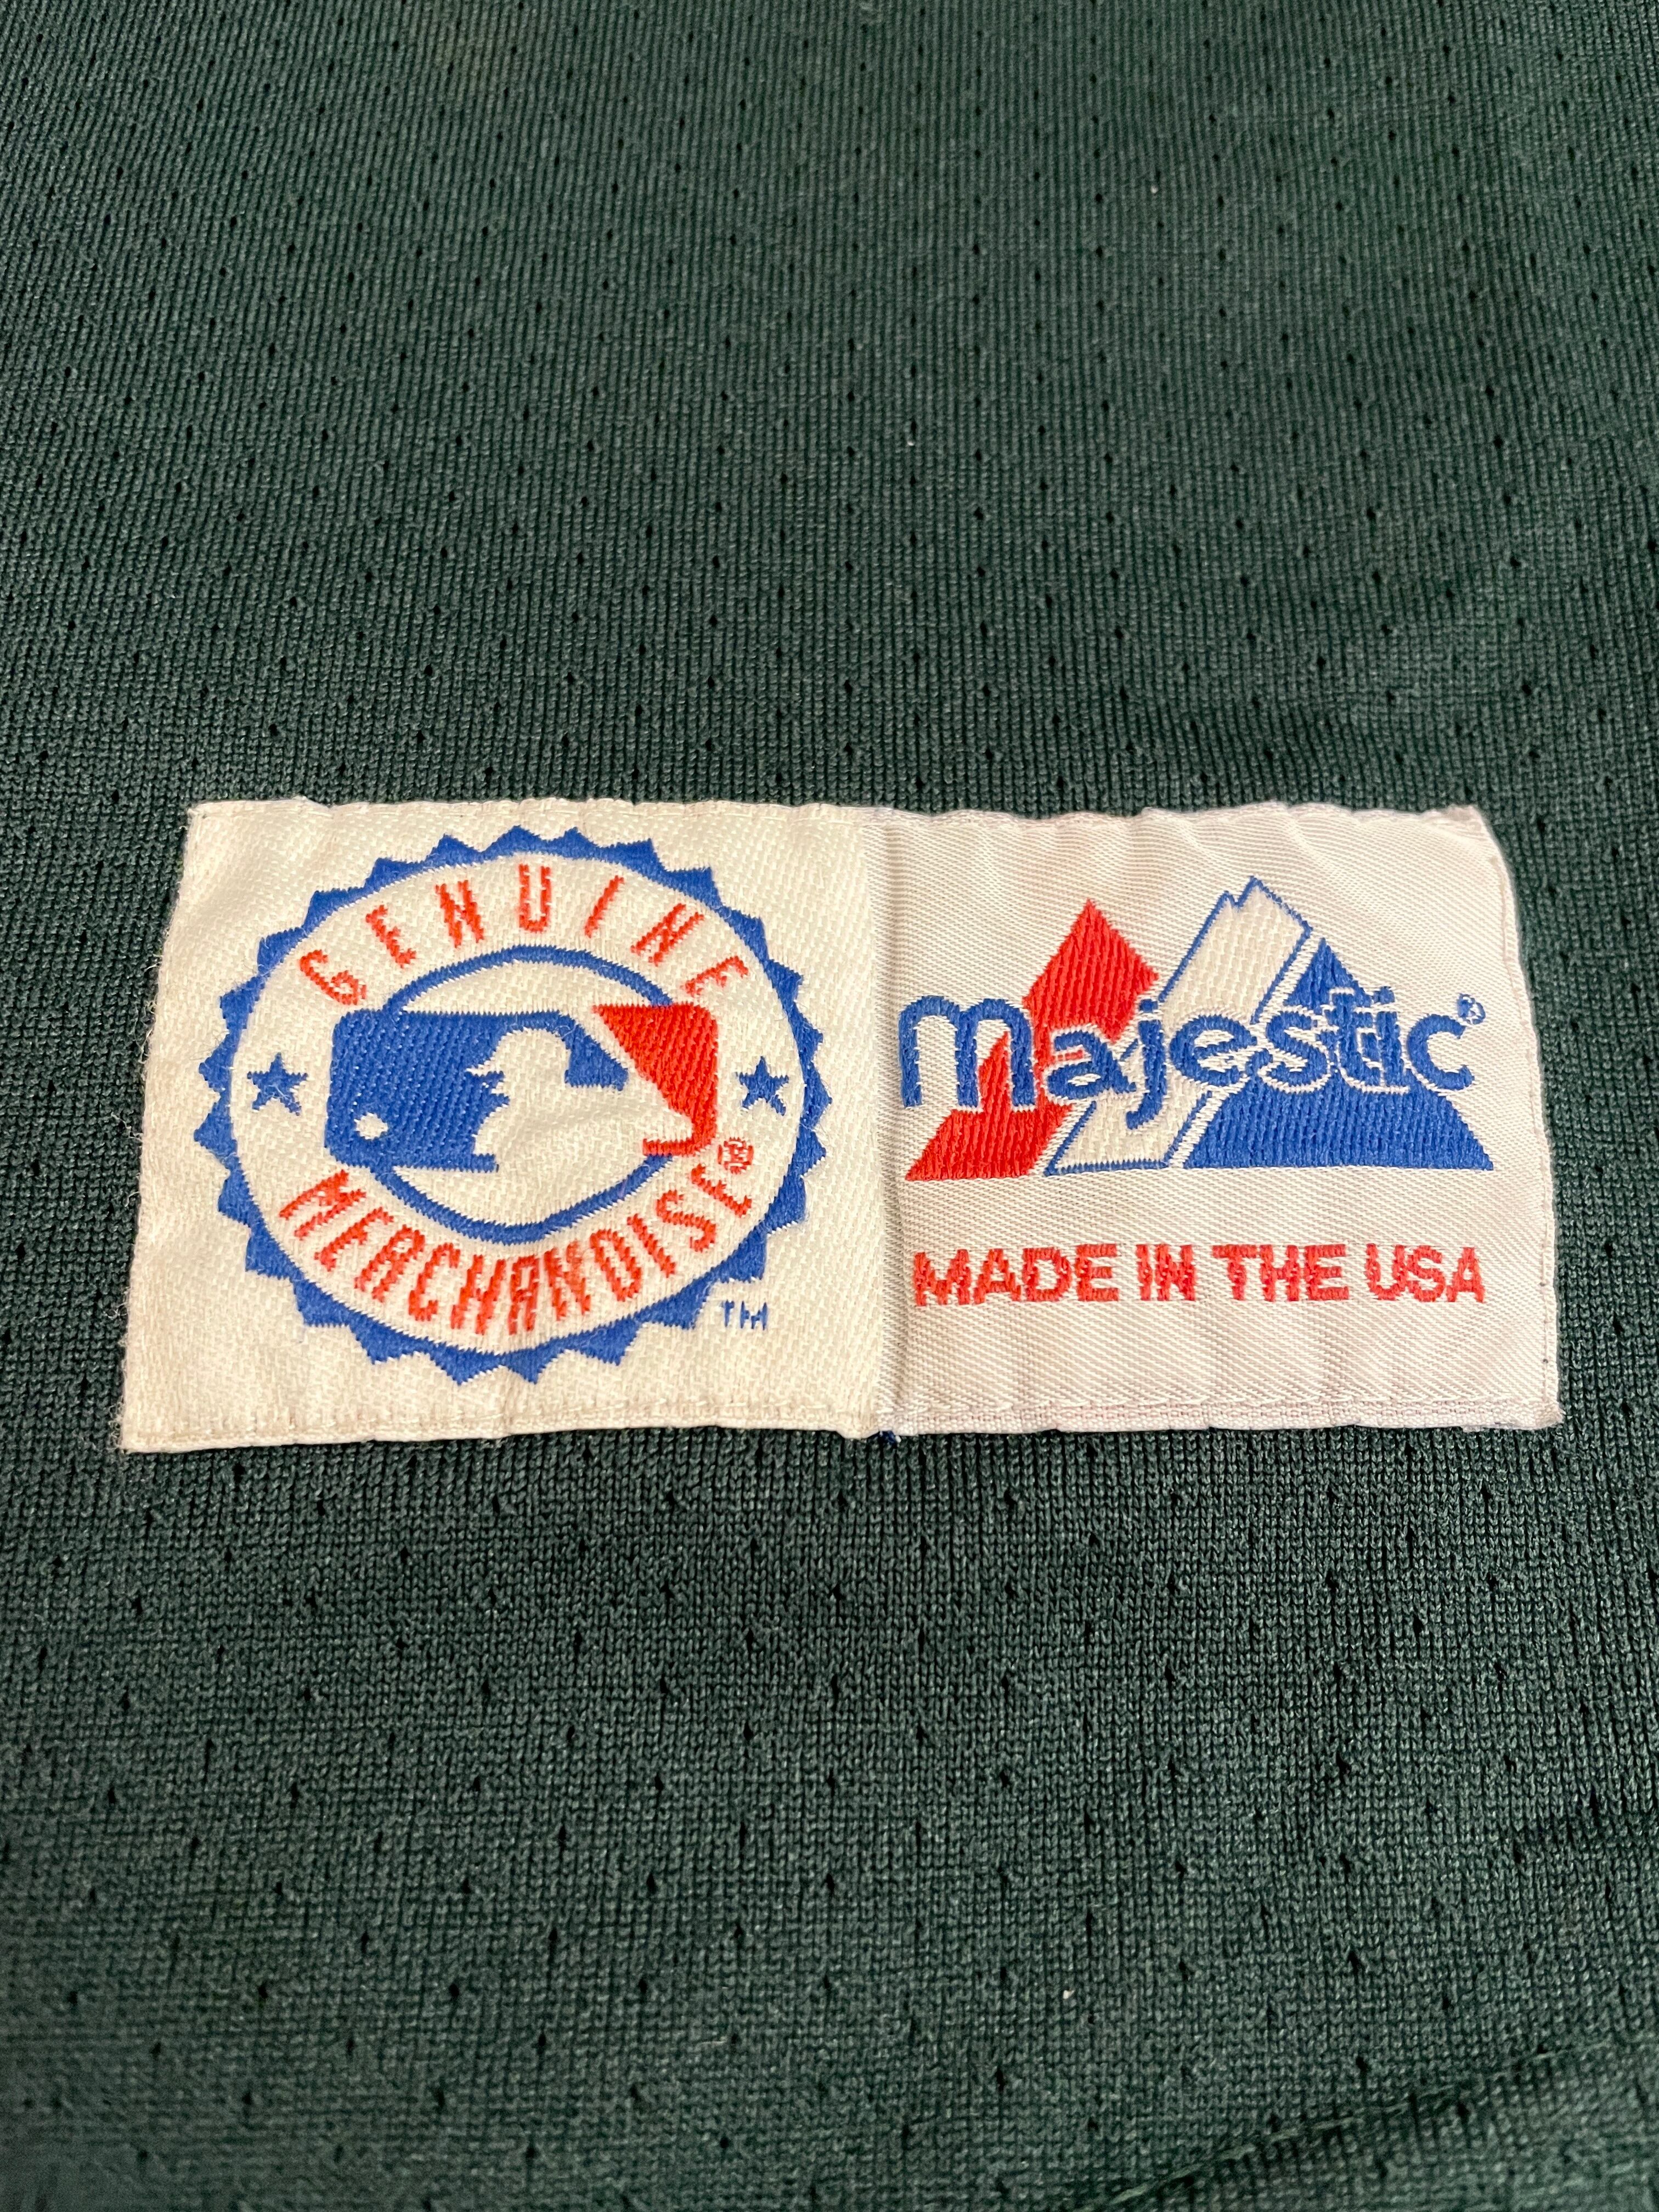 GENUINE
MERCHANDISE®
TM
Majestic®
MADE IN THE USA